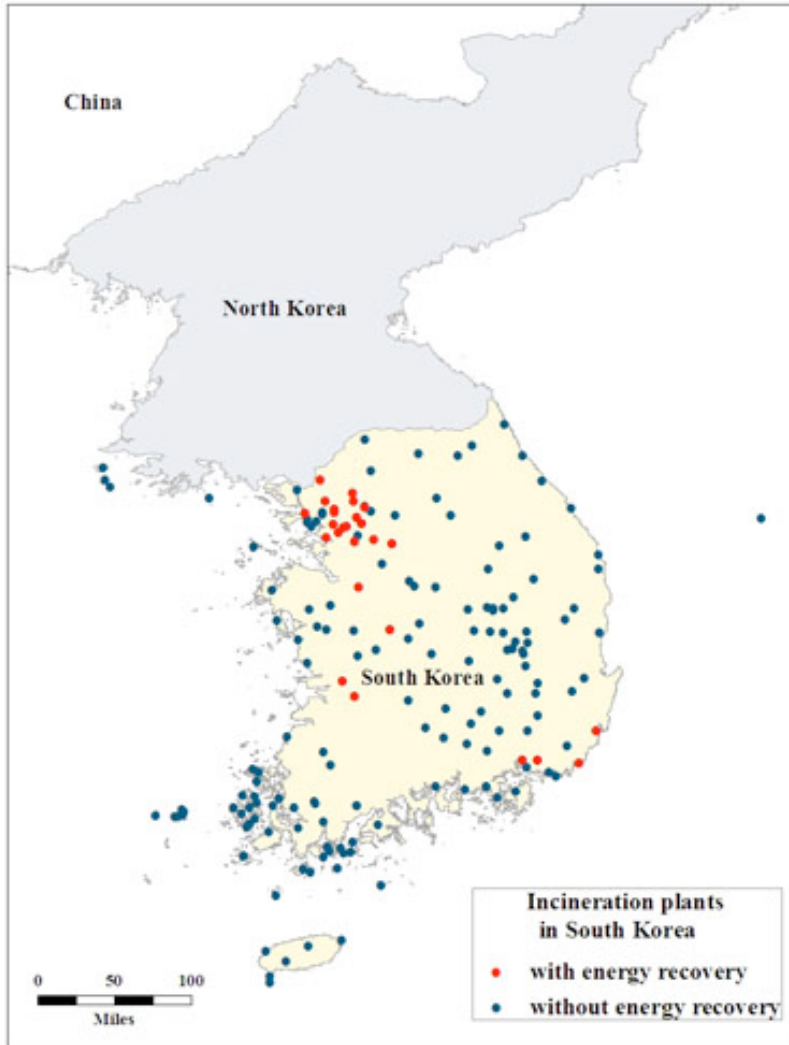 China
North Korea
South Korea
Incineration plants
in South Korea
with energy recovery
without energy recovery
0 50 100
Miles